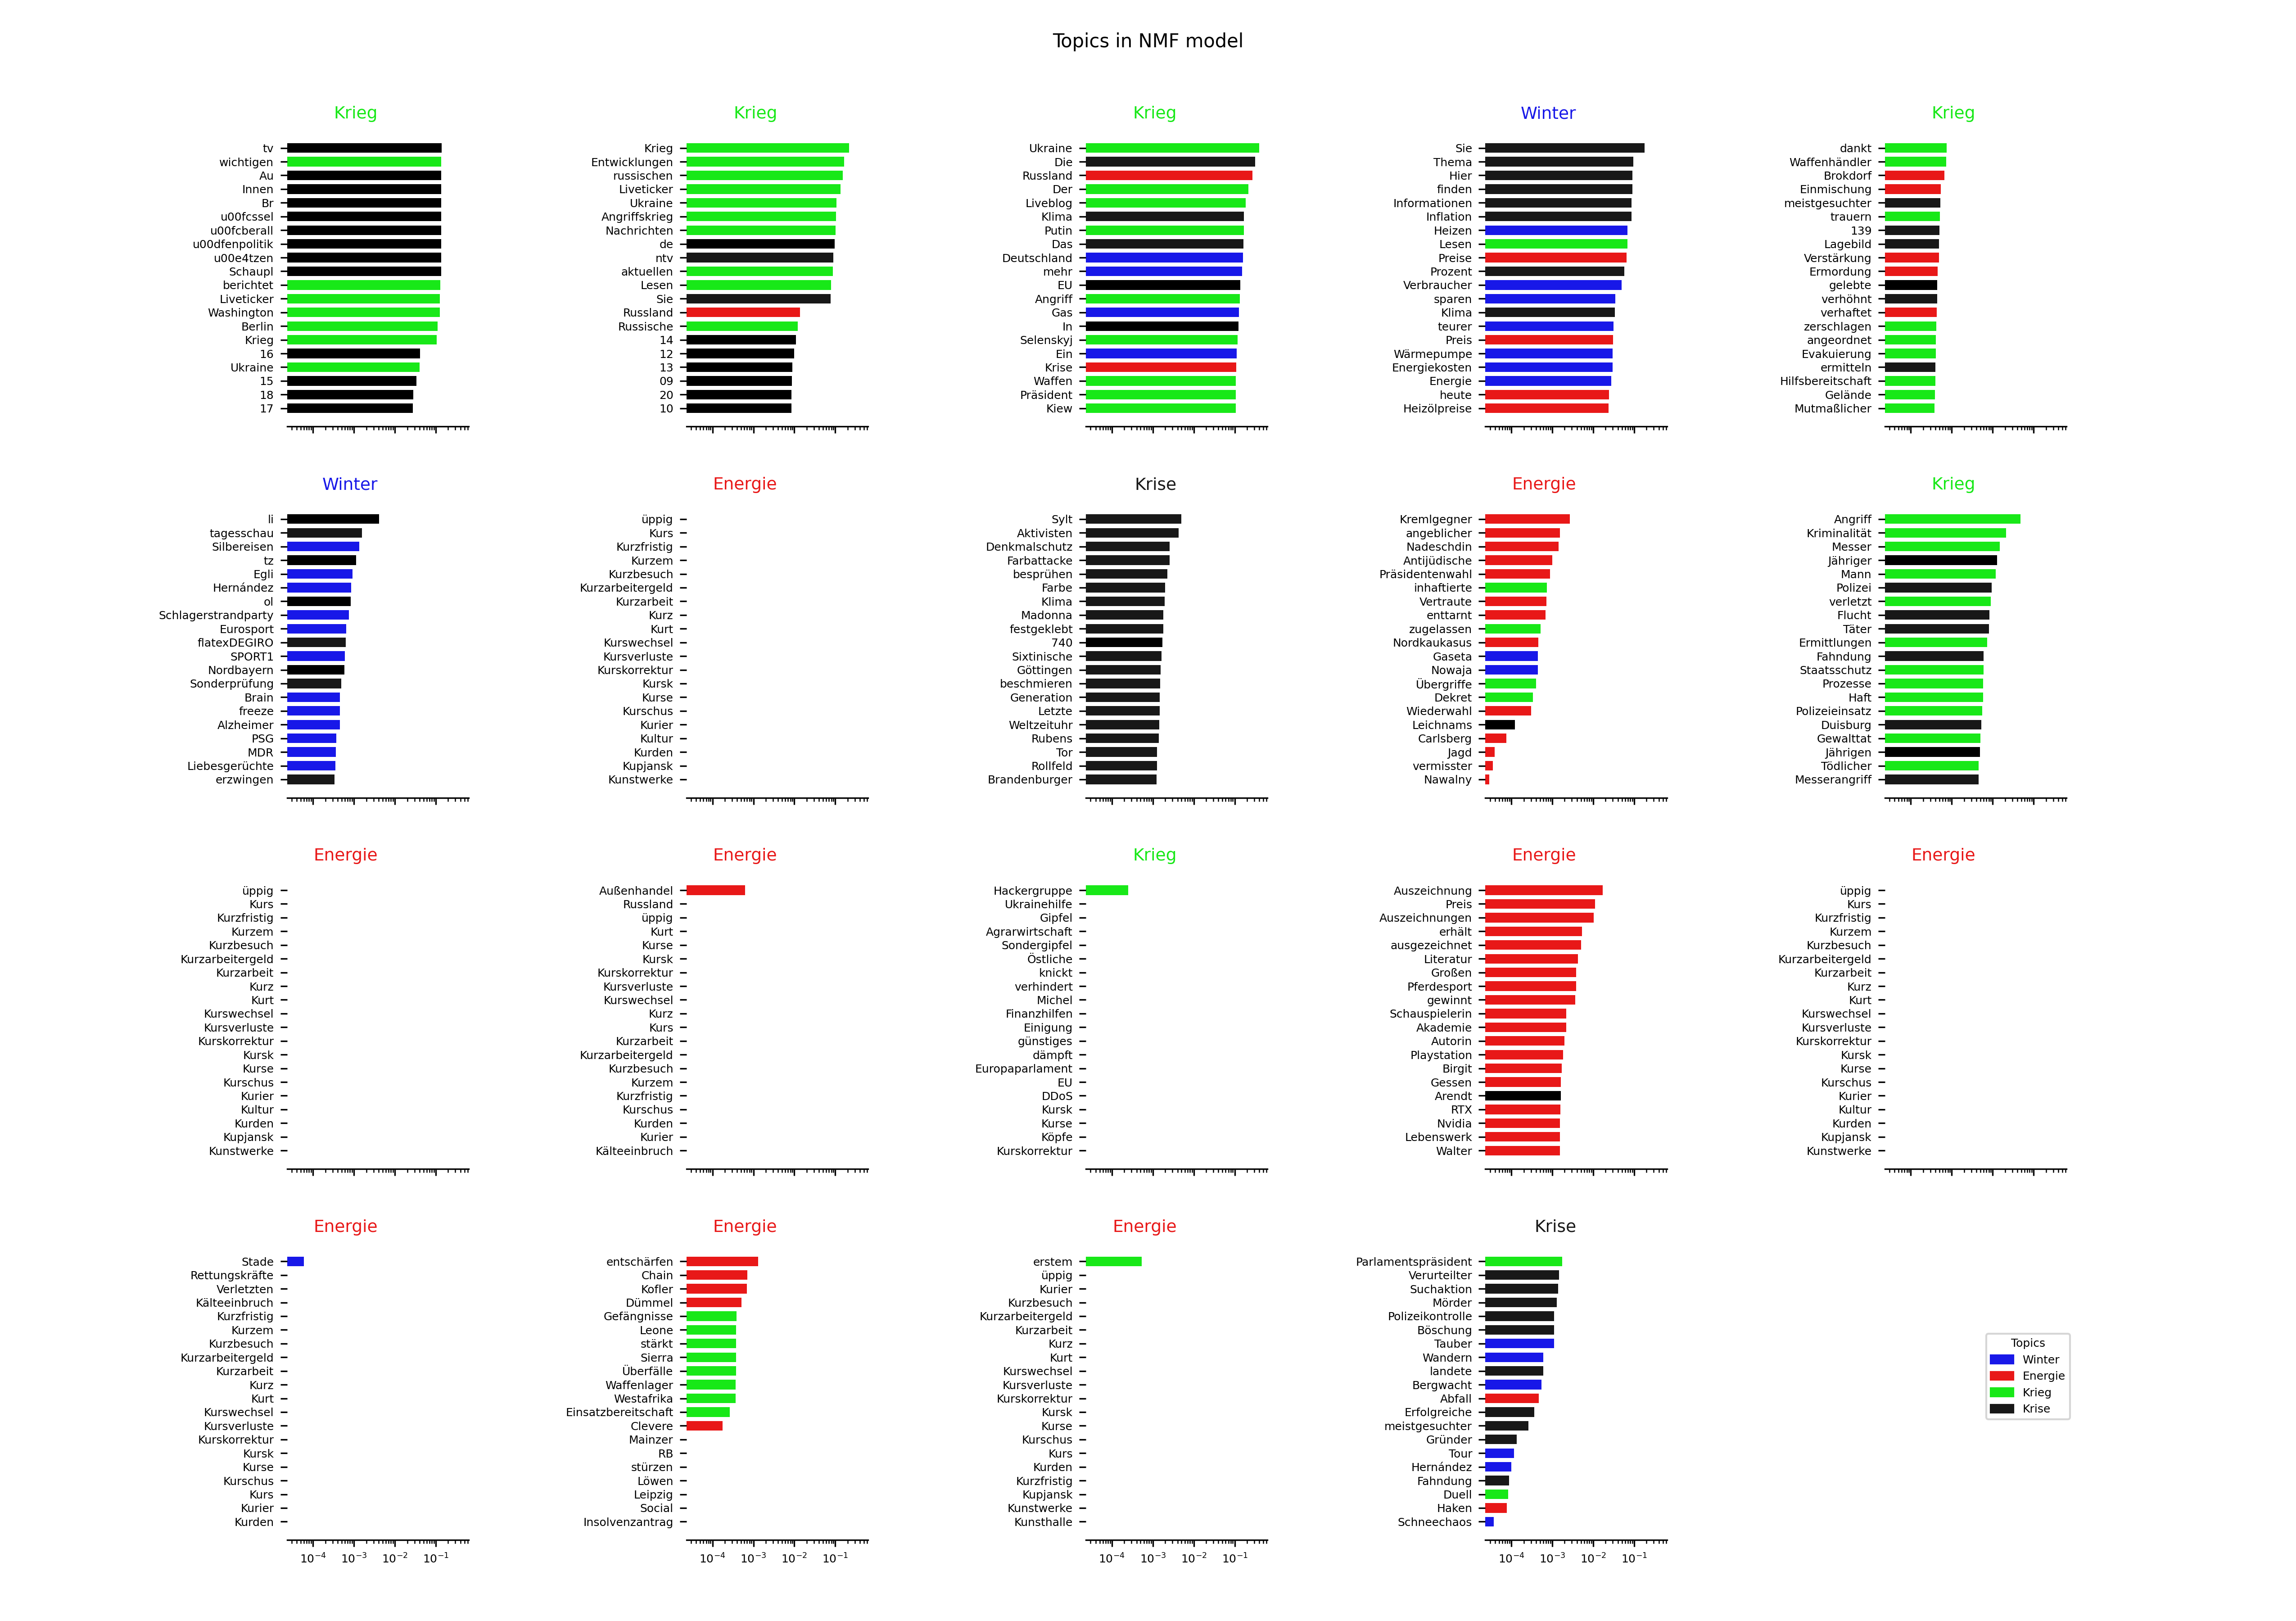 Topics in NMF model
Krieg
tv
wichtigen
Au
Innen
Br
u00fcssel
u00fcberall
u00dfenpolitik
u00e4tzen
Schaupl
berichtet
Liveticker
Washington
Berlin
Krieg
16
Ukraine
15
18
17
Krieg
Krieg
Entwicklungen
russischen
Liveticker
Ukraine
Angriffskrieg
Nachrichten
de
ntv
aktuellen
Lesen
Sie
Russland
Russische
14
12
13
09
20
10
Krieg
Ukraine
Die
Russland
Der
Liveblog
Klima
Putin
Das
Deutschland
mehr
EU
Angriff
Gas
In
Selenskyj
Ein
Krise
Waffen
Präsident
Kiew
Winter
Sie
Thema
Hier
finden
Informationen
Inflation
Heizen
Lesen
Preise
Prozent
Verbraucher
sparen
Klima
teurer
Preis
Wärmepumpe
Energiekosten
Energie
heute
Heizölpreise
Krieg
dankt
Waffenhändler
Brokdorf
Einmischung
meistgesuchter
trauern
139
Lagebild
Verstärkung
Ermordung
gelebte
verhöhnt
verhaftet
zerschlagen
angeordnet
Evakuierung
ermitteln
Hilfsbereitschaft
Gelände
Mutmaßlicher
Winter
li
tagesschau
Silbereisen
tz
Egli
Hernández
ol
Schlagerstrandparty
Eurosport
flatexDEGIRO
SPORT1
Nordbayern
Sonderprüfung
Brain
freeze
Alzheimer
PSG
MDR
Liebesgerüchte
erzwingen
Energie
üppig
Kurs
Kurzfristig
Kurzem
Kurzbesuch
Kurzarbeitergeld
Kurzarbeit
Kurz
Kurt
Kurswechsel
Kursverluste
Kurskorrektur
Kursk
Kurse
Kurschus
Kurier
Kultur
Kurden
Kupjansk
Kunstwerke
Krise
Sylt
Aktivisten
Denkmalschutz
Farbattacke
besprühen
Farbe
Klima
Madonna
festgeklebt
740
Sixtinische
Göttingen
beschmieren
Generation
Letzte
Weltzeituhr
Rubens
Tor
Rollfeld
Brandenburger
Energie
Kremlgegner
angeblicher
Nadeschdin
Antijüdische
Präsidentenwahl
inhaftierte
Vertraute
enttarnt
zugelassen
Nordkaukasus
Gaseta
Nowaja
Übergriffe
Dekret
Wiederwahl
Leichnams
Carlsberg
Jagd
vermisster
Nawalny
Krieg
Angriff
Kriminalität
Messer
Jähriger
Mann
Polizei
verletzt
Flucht
Täter
Ermittlungen
Fahndung
Staatsschutz
Prozesse
Haft
Polizeieinsatz
Duisburg
Gewalttat
Jährigen
Tödlicher
Messerangriff
Energie
üppig
Kurs
Kurzfristig
Kurzem
Kurzbesuch
Kurzarbeitergeld
Kurzarbeit
Kurz
Kurt
Kurswechsel
Kursverluste
Kurskorrektur
Kursk
Kurse
Kurschus
Kurier
Kultur
Kurden
Kupjansk
Kunstwerke
Energie
Außenhandel
Russland
üppig
Kurt
Kurse
Kursk
Kurskorrektur
Kursverluste
Kurswechsel
Kurz
Kurs
Kurzarbeit
Kurzarbeitergeld
Kurzbesuch
Kurzem
Kurzfristig
Kurschus
Kurden
Kurier
Kälteeinbruch
Krieg
Hackergruppe
Ukrainehilfe
Gipfel
Agrarwirtschaft
Sondergipfel
Östliche
knickt
verhindert
Michel
Finanzhilfen
Einigung
günstiges
dämpft
Europaparlament
EU
DDoS
Kursk
Kurse
Köpfe
Kurskorrektur
Energie
Auszeichnung
Preis
Auszeichnungen
erhält
ausgezeichnet
Literatur
Großen
Pferdesport
gewinnt
Schauspielerin
Akademie
Autorin
Playstation
Birgit
Gessen
Arendt
RTX
Nvidia
Lebenswerk
Walter
Energie
üppig
Kurs
Kurzfristig
Kurzem
Kurzbesuch
Kurzarbeitergeld
Kurzarbeit
Kurz
Kurt
Kurswechsel
Kursverluste
Kurskorrektur
Kursk
Kurse
Kurschus
Kurier
Kultur
Kurden
Kupjansk
Kunstwerke
Energie
Stade
Rettungskräfte
Verletzten
Kälteeinbruch
Kurzfristig
Kurzem
Kurzbesuch
Kurzarbeitergeld
Kurzarbeit
Kurz
Kurt
Kurswechsel
Kursverluste
Kurskorrektur
Kursk
Kurse
Kurschus
Kurs
Kurier
Kurden
10⁻⁴ 10⁻³ 10⁻² 10⁻¹
Energie
entschärfen
Chain
Kofler
Dümmel
Gefängnisse
Leone
stärkt
Sierra
Überfälle
Waffenlager
Westafrika
Einsatzbereitschaft
Clevere
Mainzer
RB
stürzen
Löwen
Leipzig
Social
Insolvenzantrag
10⁻⁴ 10⁻³ 10⁻² 10⁻¹
Energie
erstem
üppig
Kurier
Kurzbesuch
Kurzarbeitergeld
Kurzarbeit
Kurz
Kurt
Kurswechsel
Kursverluste
Kurskorrektur
Kursk
Kurse
Kurschus
Kurs
Kurden
Kurzfristig
Kupjansk
Kunstwerke
Kunsthalle
10⁻⁴ 10⁻³ 10⁻² 10⁻¹
Krise
Parlamentspräsident
Verurteilter
Suchaktion
Mörder
Polizeikontrolle
Böschung
Tauber
Wandern
landete
Bergwacht
Abfall
Erfolgreiche
meistgesuchter
Gründer
Tour
Hernández
Fahndung
Duell
Haken
Schneechaos
10⁻⁴ 10⁻³ 10⁻² 10⁻¹
Topics
Winter
Energie
Krieg
Krise